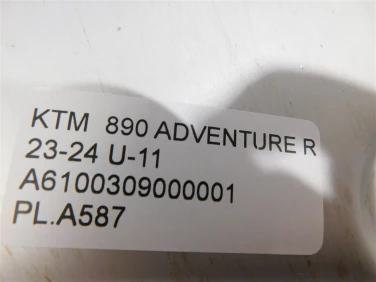 KTM 890 ADVENTURE R
23-24 U-11
A6100309000001
PL.A587